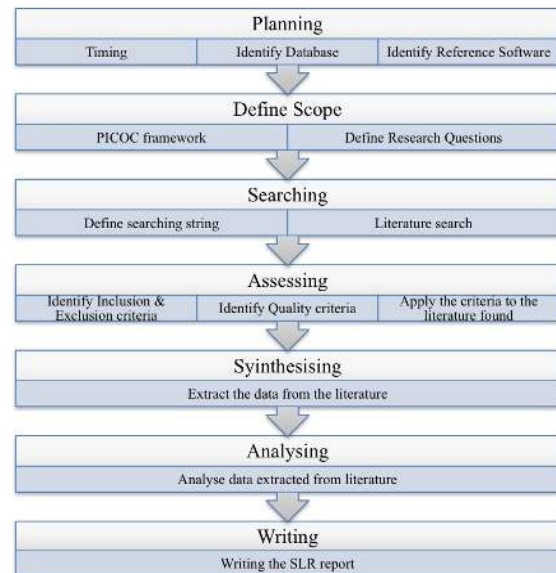 Planning
Timing
Identify Database
Identify Reference Software
Define Scope
PICOC framework
Define Research Questions
Searching
Define searching string
Literature search
Assessing
Identify Inclusion &
Exclusion criteria
Identify Quality criteria
Apply the criteria to the
literature found
Syinthesising
Extract the data from the literature
Analysing
Analyse data extracted from literature
Writing
Writing the SLR report